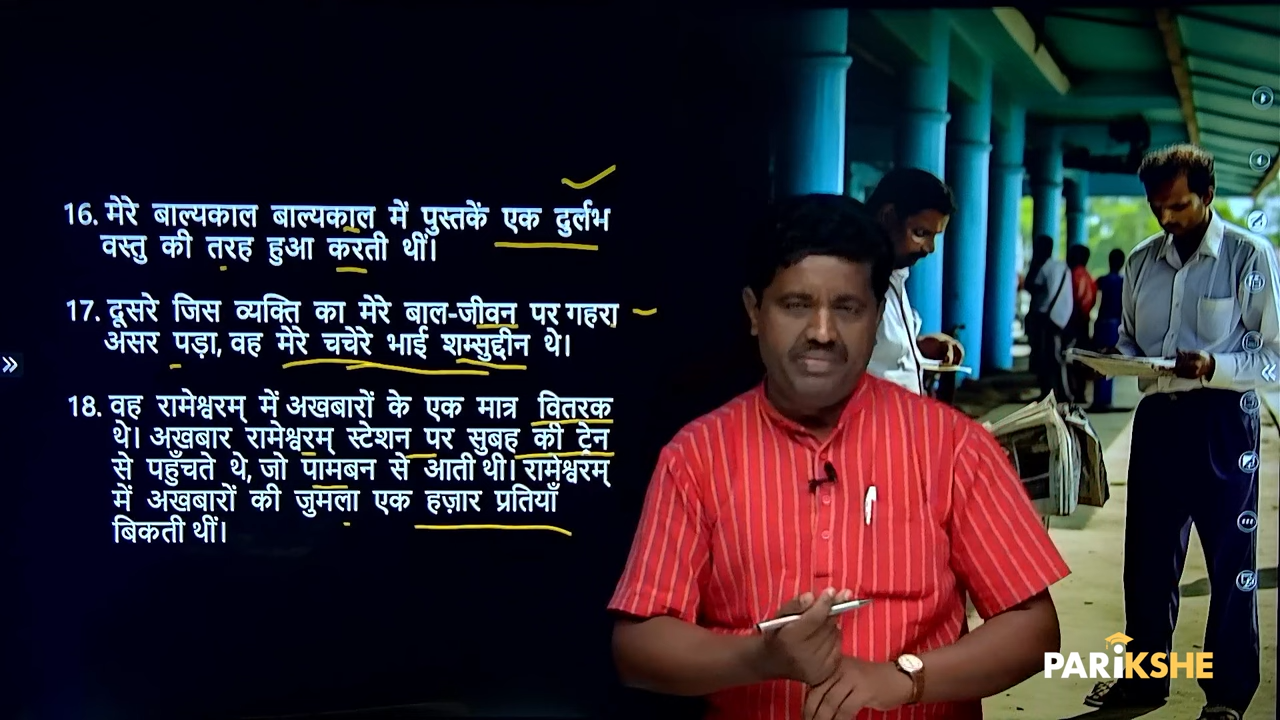 16. मेरे बाल्यकाल बाल्यकाल में पुस्तकें एक दुर्लभ
वस्तु की तरह हुआ करती थीं।
17. दूसरे जिस व्यक्ति का मेरे बाल-जीवन पर गहरा
असर पड़ा, वह मेरे चचेरे भाई शम्सुद्दीन थे।
18. वह रामेश्वरम् में अखबारों के एक मात्र वितरक
थे। अखबार रामेश्वरम् स्टेशन पर सुबह की ट्रेन
से पहुँचते थे, जो पामबन से आती थी। रामेश्वरम्
में अखबारों की जुमला एक हज़ार प्रतियाँ
बिकती थीं।
PARIKSHE